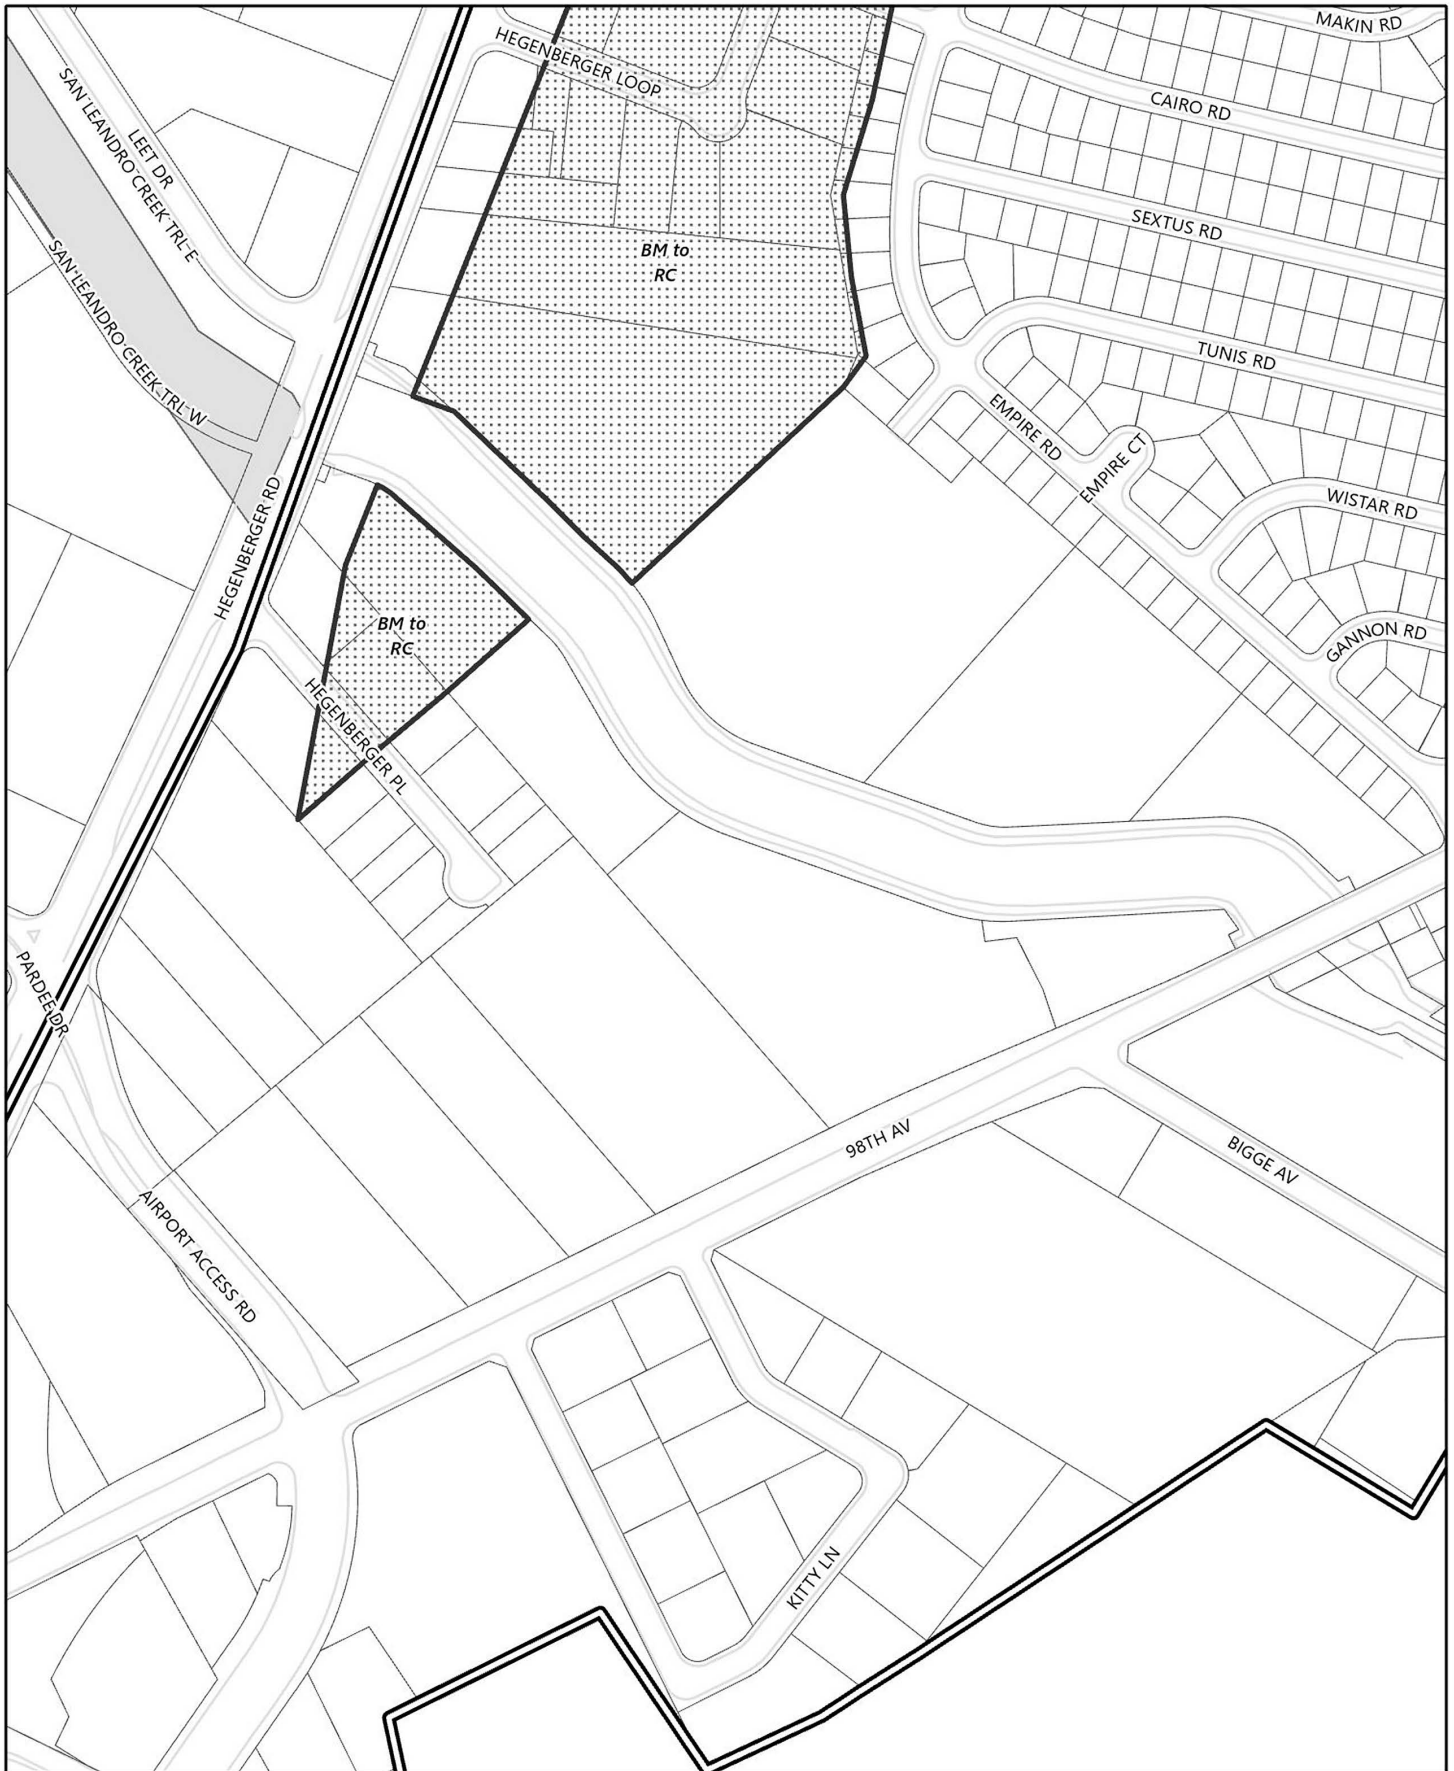 MAKIN RD
HEGENBERGER LOOP
CAIRO RD
SAN LEANDRO CREEK TRL E
LEET DR
SEXTUS RD
BM to
RC
SAN LEANDRO CREEK TRL W
TUNIS RD
EMPIRE RD
EMPIRE CT
WISTAR RD
HEGENBERGER RD
BM to
RC
GANNON RD
HEGENBERGER PL
PARDEE DR
98TH AV
BIGGE AV
AIRPORT ACCESS RD
KITTY LN